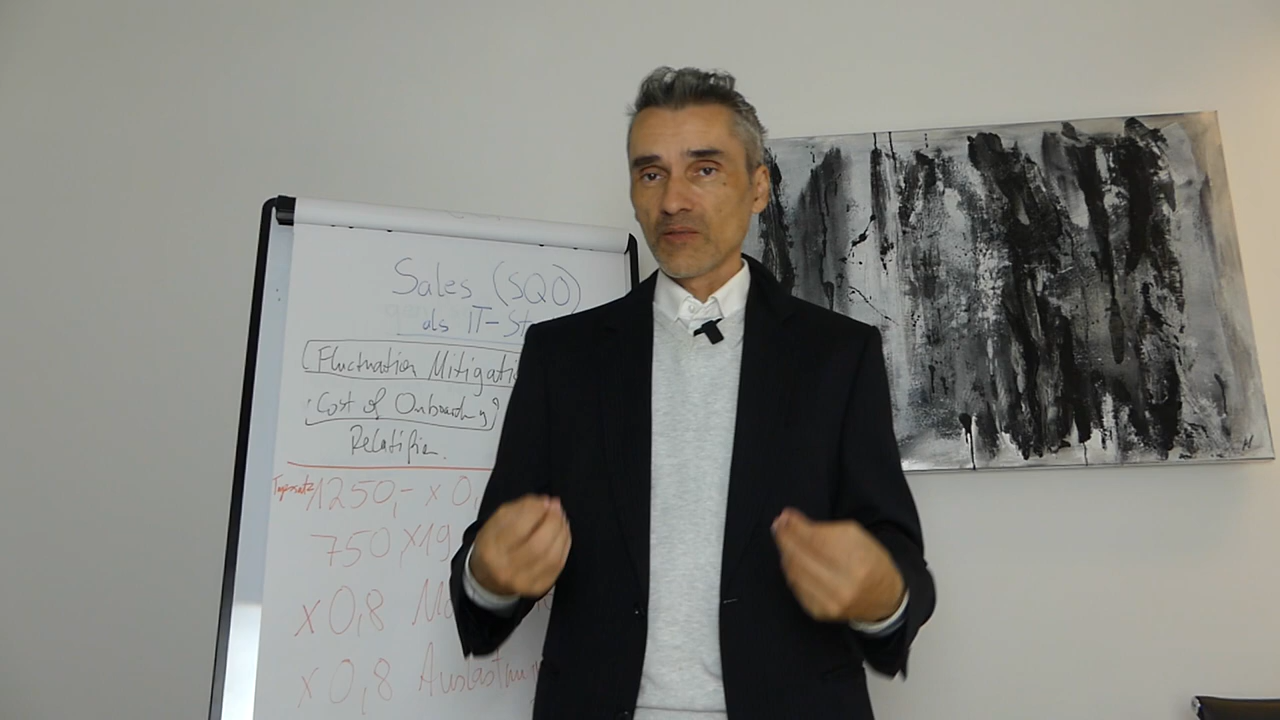 Sales (SQO)
als IT-St
Fluctuation Mitigati
Cost of Onboarding
Tagessatz 1250,- x 0,
750 x 19
x 0,8 M
x 0,8 Auslastung